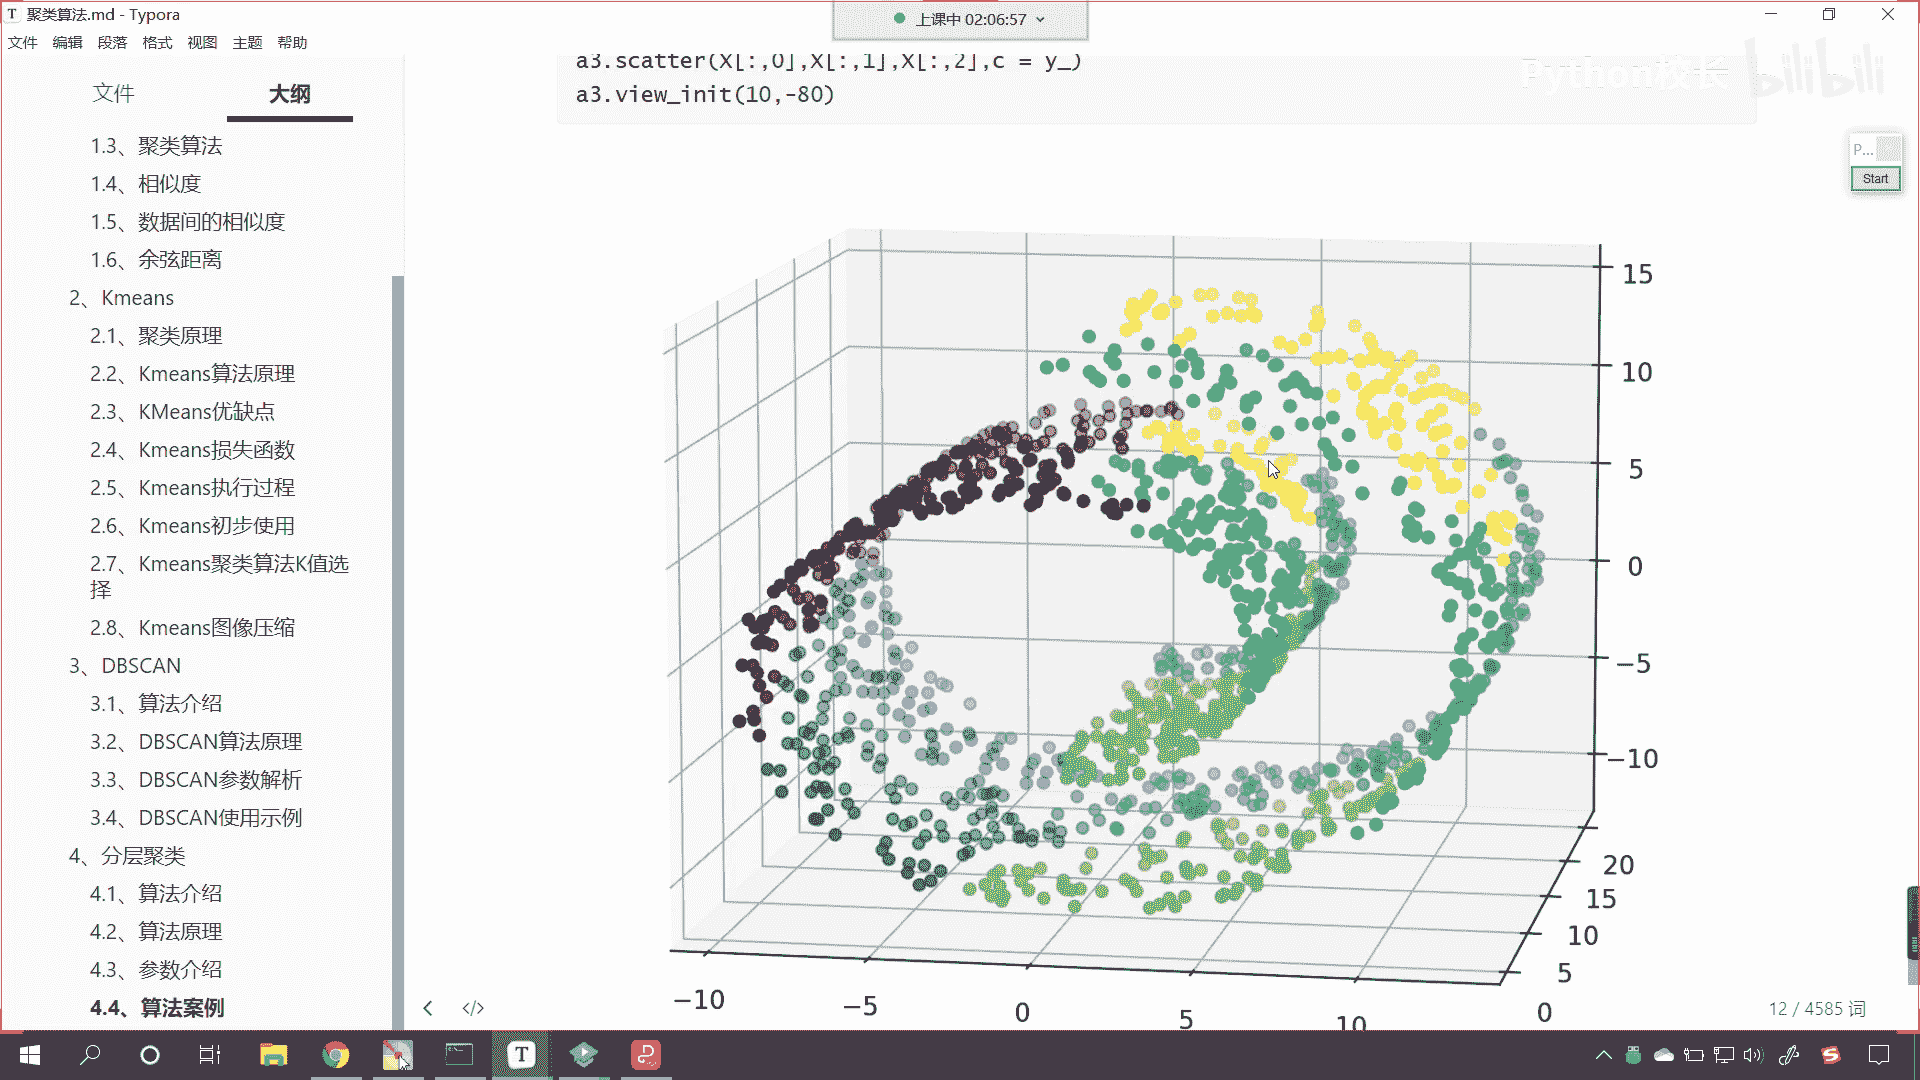 聚类算法.md - Typora
上课中 02:06:57
文件 编辑 段落 格式 视图 主题 帮助
文件 大纲
1.3、聚类算法
1.4、相似度
1.5、数据间的相似度
1.6、余弦距离
2、Kmeans
2.1、聚类原理
2.2、Kmeans算法原理
2.3、KMeans优缺点
2.4、Kmeans损失函数
2.5、Kmeans执行过程
2.6、Kmeans初步使用
2.7、Kmeans聚类算法K值选
择
2.8、Kmeans图像压缩
3、DBSCAN
3.1、算法介绍
3.2、DBSCAN算法原理
3.3、DBSCAN参数解析
3.4、DBSCAN使用示例
4、分层聚类
4.1、算法介绍
4.2、算法原理
4.3、参数介绍
4.4、算法案例
a3.scatter(X[:,0],X[:,1],X[:,2],c = y_)
a3.view_init(10,-80)
Python校长 bilibili
P...
Start
15
10
5
0
−5
−10
20
15
10
5
0
−10
−5
0
5
10
12 / 4585 词